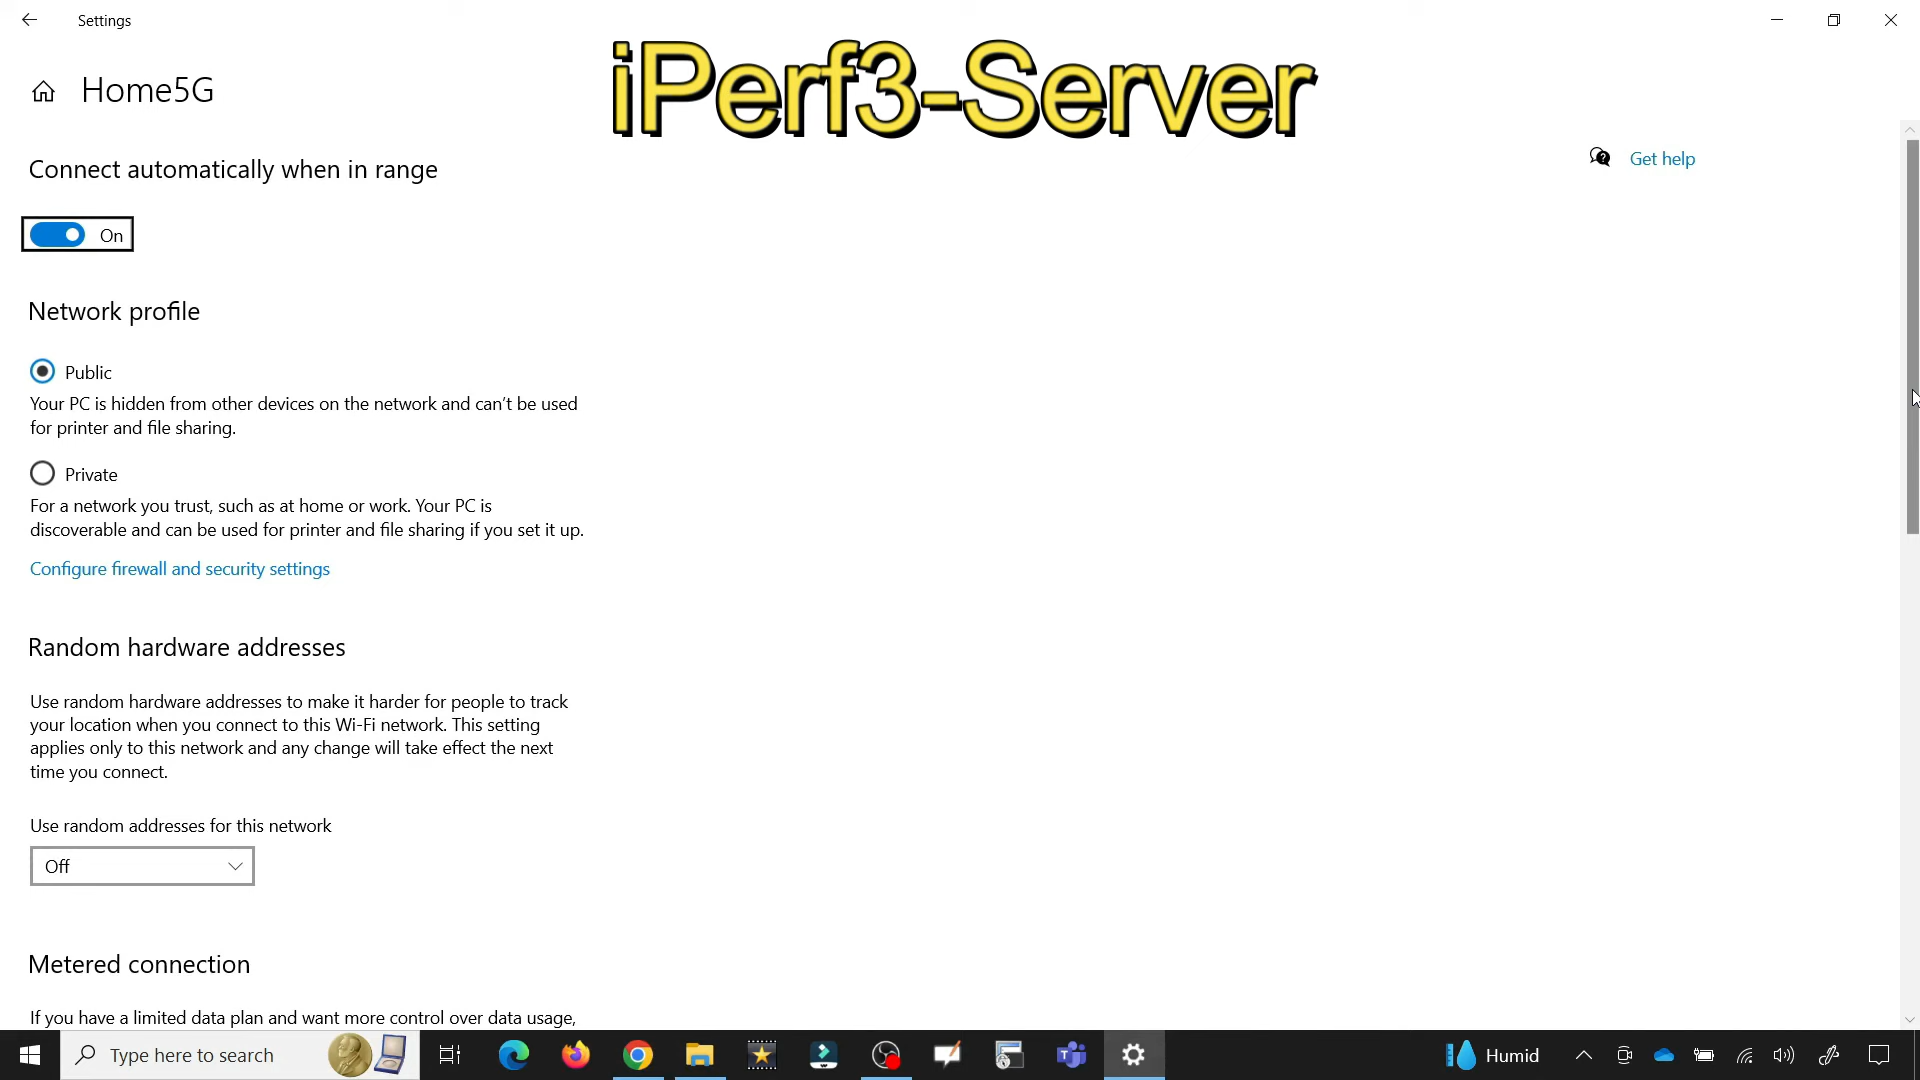 Settings
iPerf3-Server
Home5G
Connect automatically when in range
Get help
On
Network profile
Public
Your PC is hidden from other devices on the network and can't be used
for printer and file sharing.
Private
For a network you trust, such as at home or work. Your PC is
discoverable and can be used for printer and file sharing if you set it up.
Configure firewall and security settings
Random hardware addresses
Use random hardware addresses to make it harder for people to track
your location when you connect to this Wi-Fi network. This setting
applies only to this network and any change will take effect the next
time you connect.
Use random addresses for this network
Off
Metered connection
If you have a limited data plan and want more control over data usage,
Type here to search
Humid